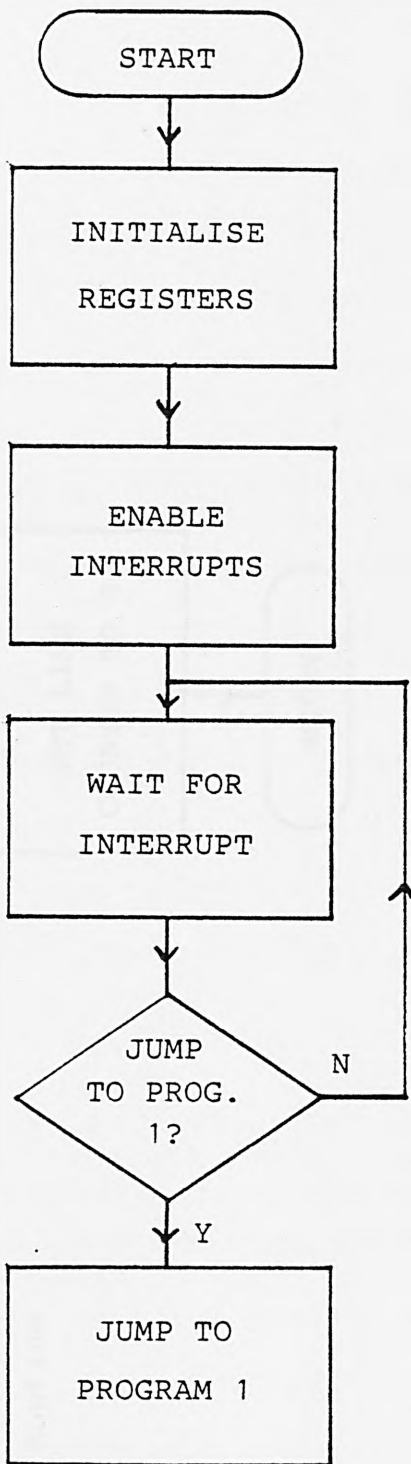 START
INITIALISE
REGISTERS
ENABLE
INTERRUPTS
WAIT FOR
INTERRUPT
JUMP
TO PROG.
1?
N
Y
JUMP TO
PROGRAM 1